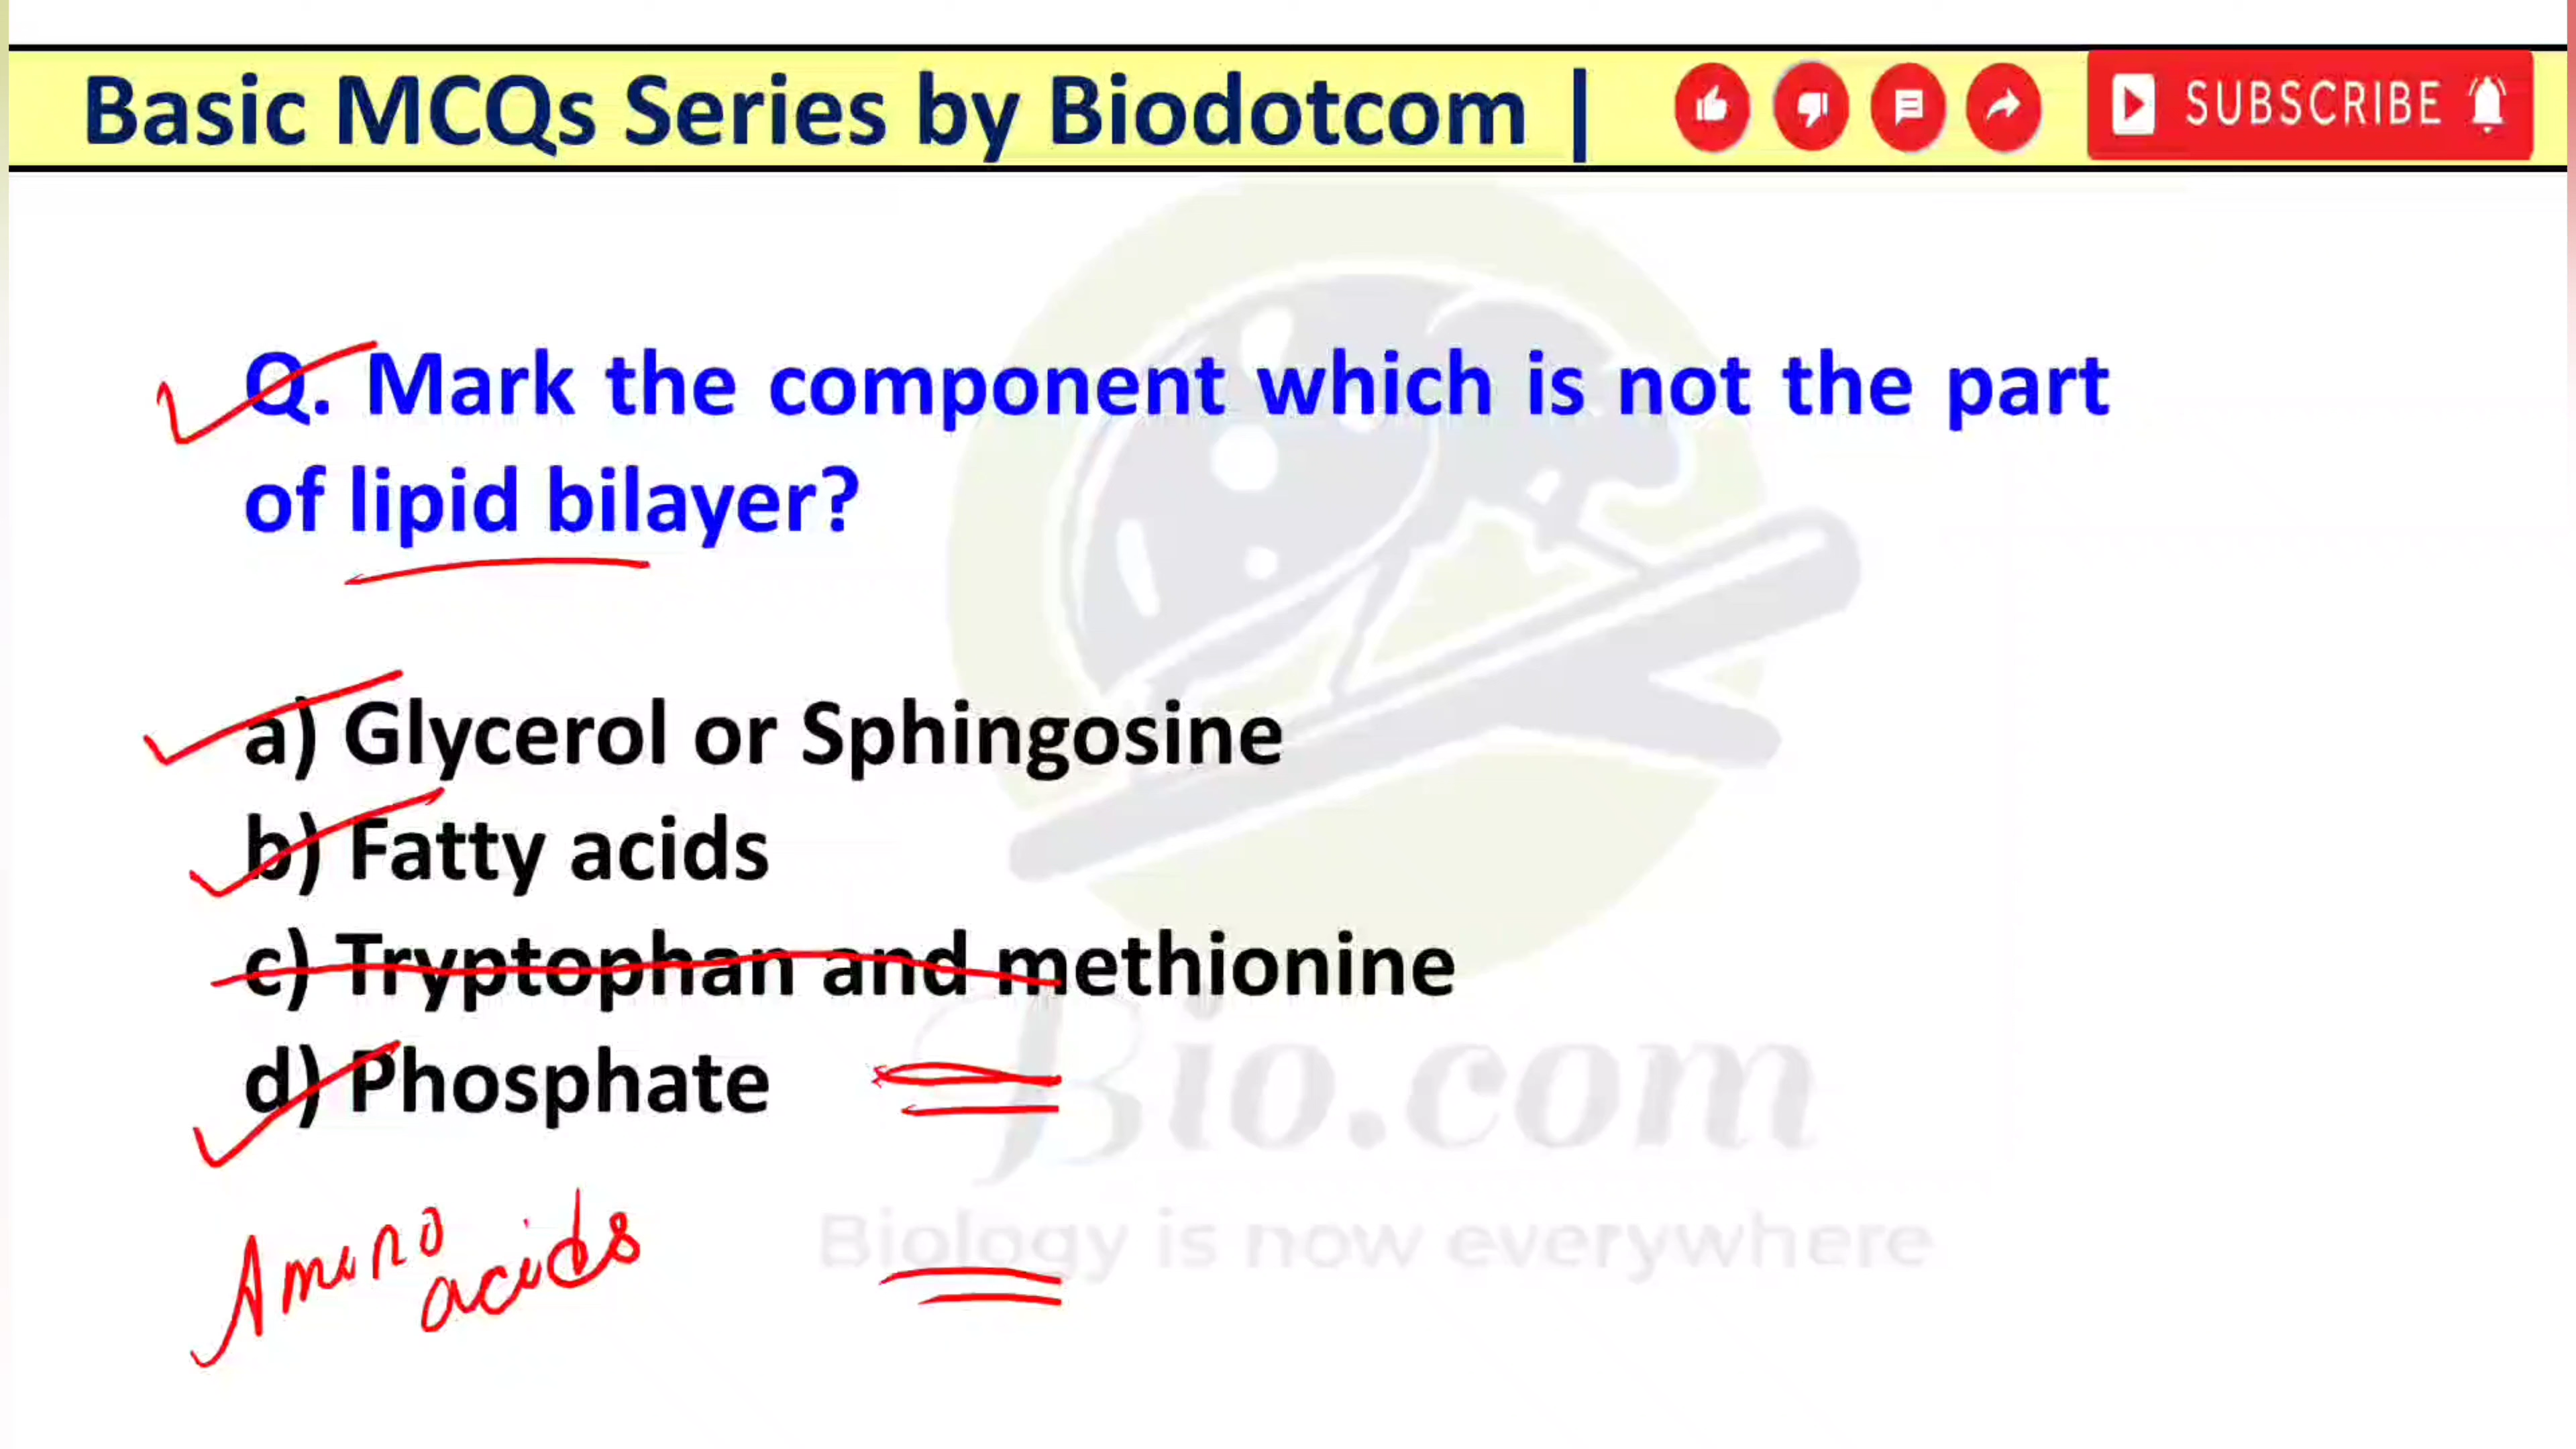 Basic MCQs Series by Biodotcom |
SUBSCRIBE
Q. Mark the component which is not the part
of lipid bilayer?
a) Glycerol or Sphingosine
b) Fatty acids
c) Tryptophan and methionine
d) Phosphate
Bio.com
Amino
acids
Biology is now everywhere